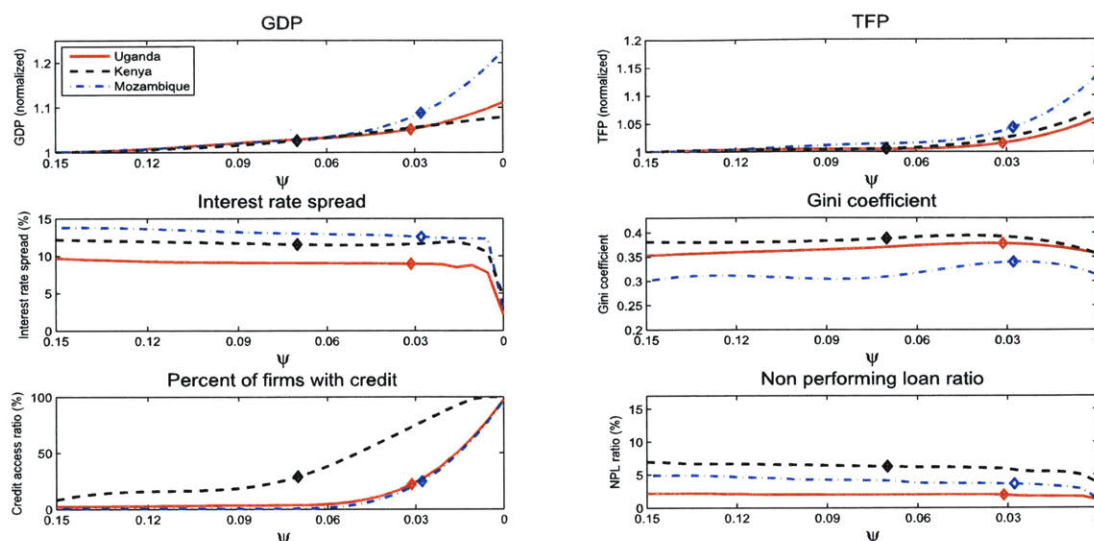 GDP
GDP (normalized)
Uganda
Kenya
Mozambique
1.2
1.1
1
0.15 0.12 0.09 0.06 0.03 0
ψ
TFP
TFP (normalized)
1.2
1.15
1.1
1.05
1
0.15 0.12 0.09 0.06 0.03
ψ
Interest rate spread
Interest rate spread (%)
15
10
5
0
0.15 0.12 0.09 0.06 0.03 0
ψ
Gini coefficient
Gini coefficient
0.4
0.35
0.3
0.25
0.2
0.15 0.12 0.09 0.06 0.03
ψ
Percent of firms with credit
Credit access ratio (%)
100
50
0
0.15 0.12 0.09 0.06 0.03 0
ψ
Non performing loan ratio
NPL ratio (%)
15
10
5
0
0.15 0.12 0.09 0.06 0.03
ψ